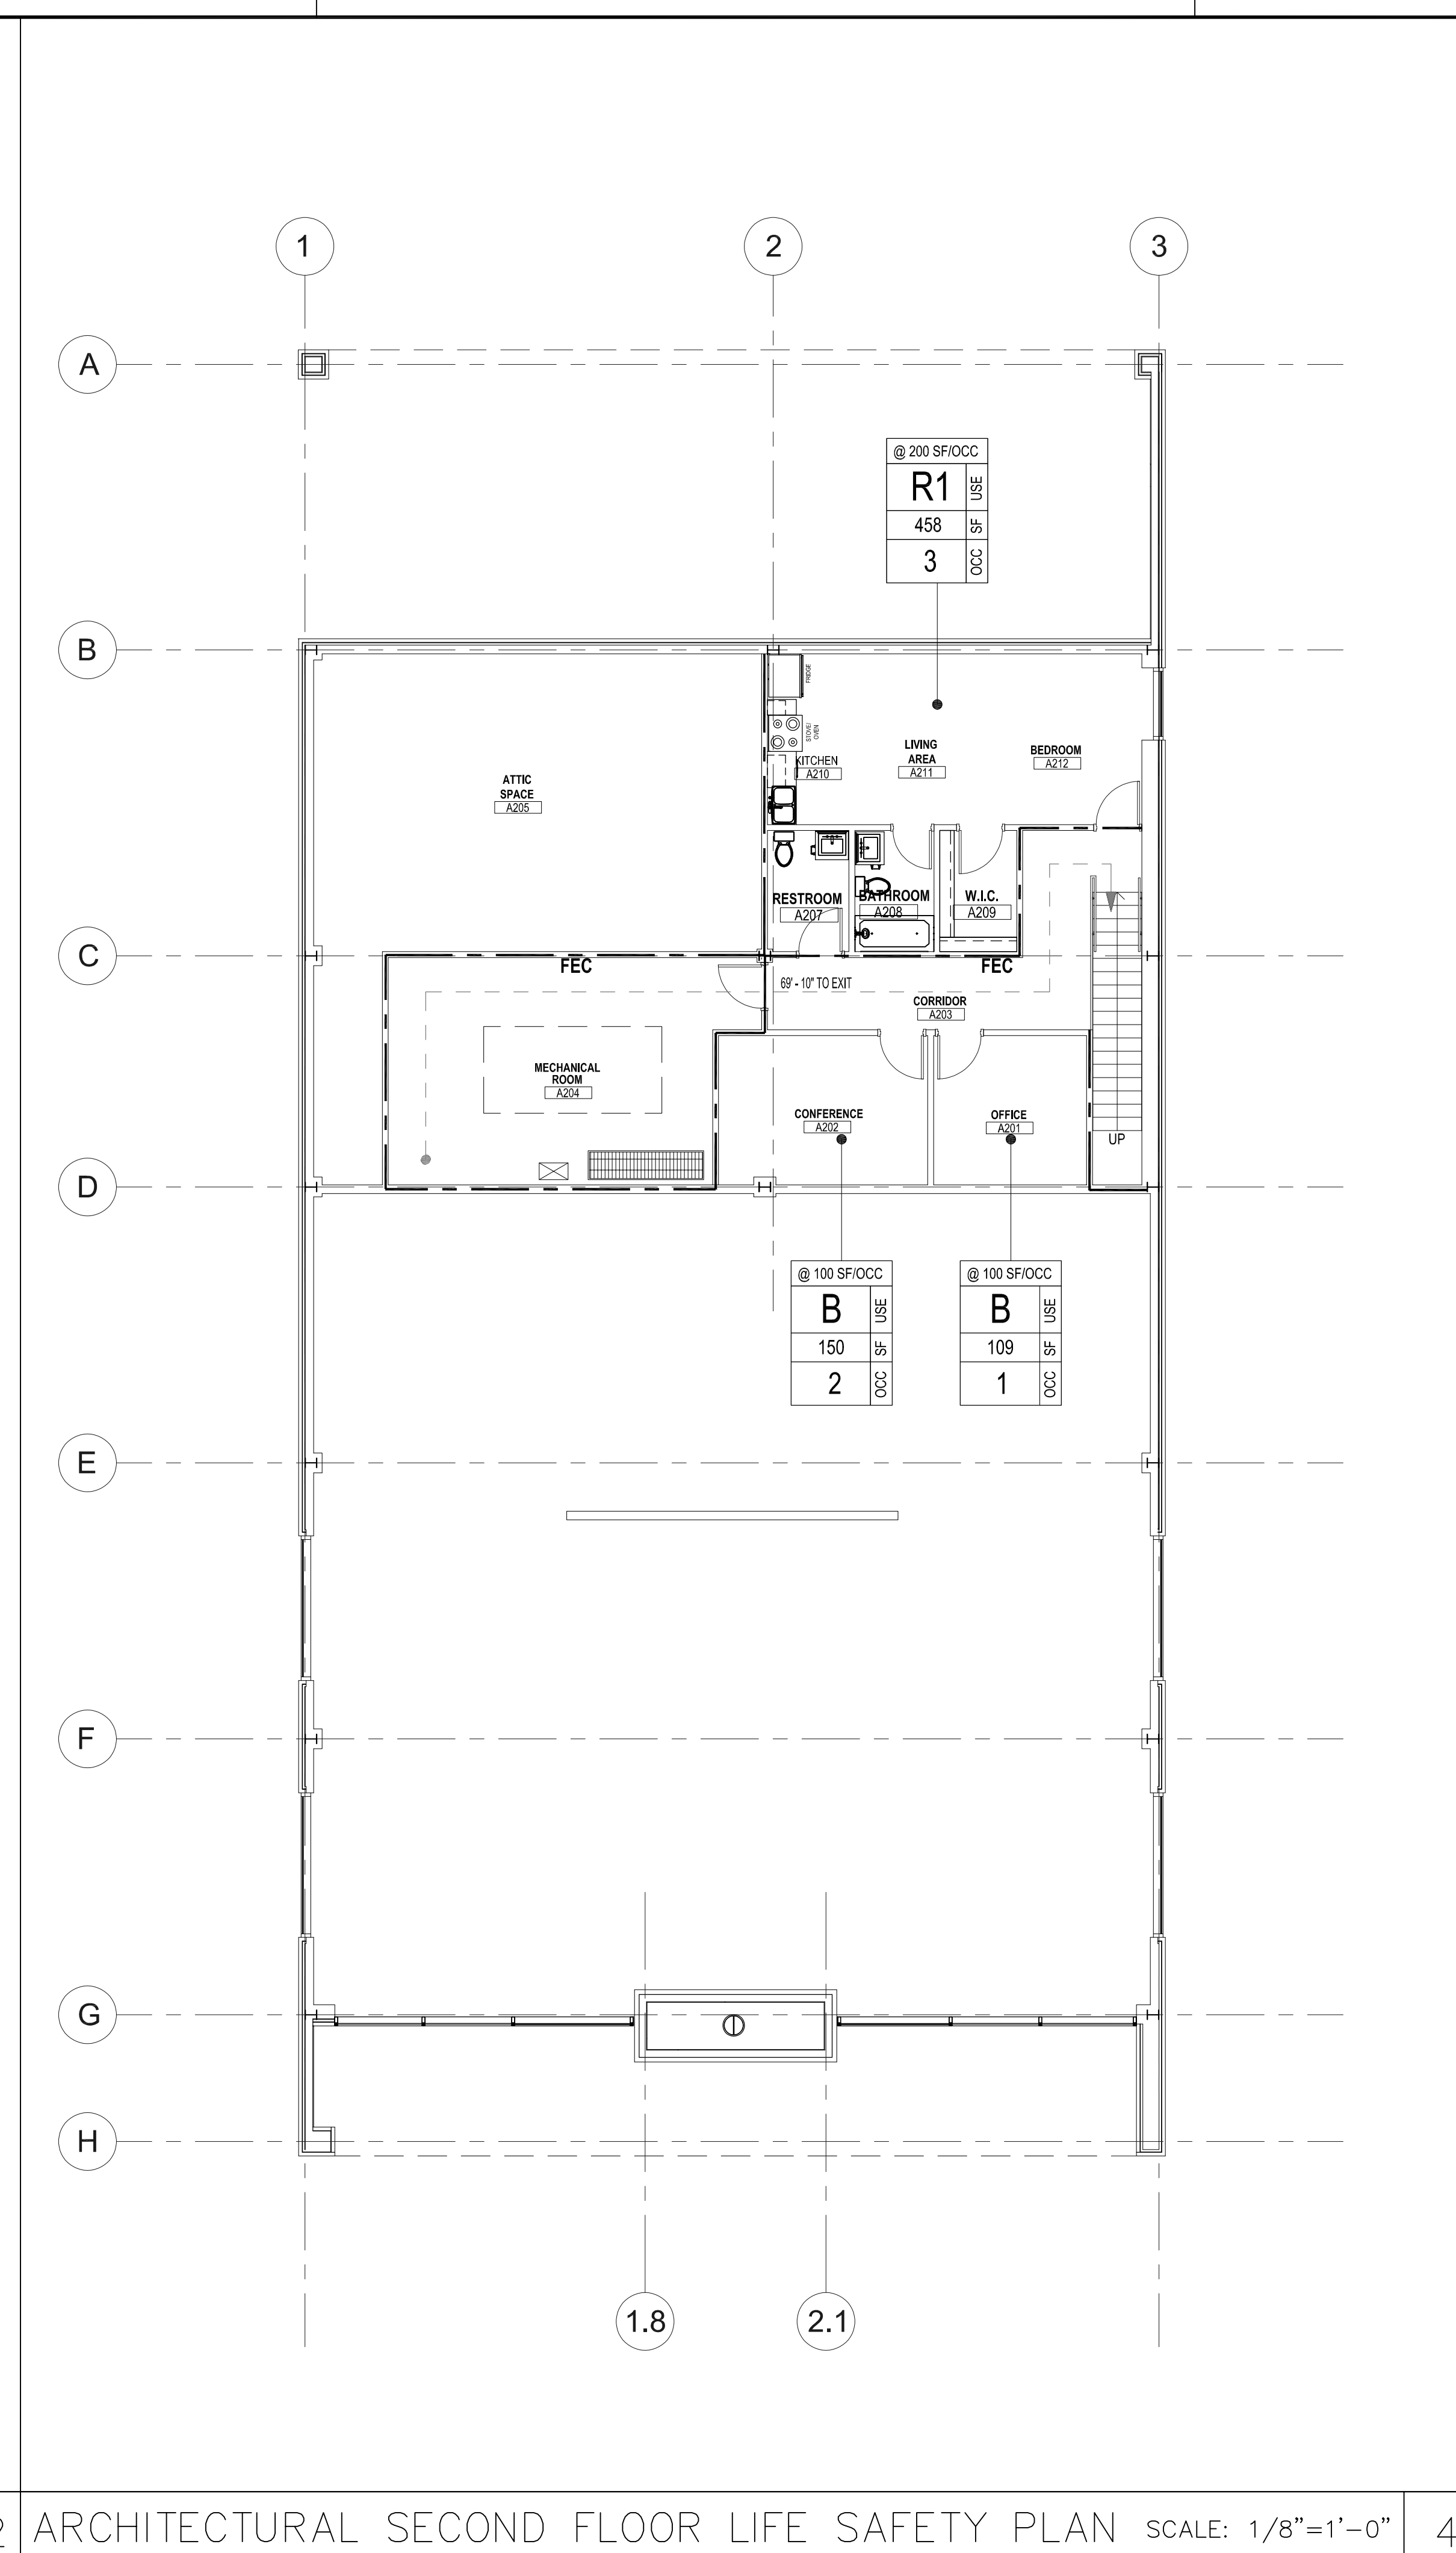 1
2
3
A
@ 200 SF/OCC
R1
USE
458
SF
3
OCC
B
FRIDGE
STOVE/
OVEN
KITCHEN
A210
LIVING
AREA
A211
BEDROOM
A212
ATTIC
SPACE
A205
RESTROOM
A207
BATHROOM
A208
W.I.C.
A209
C
FEC
FEC
69' - 10" TO EXIT
CORRIDOR
A203
MECHANICAL
ROOM
A204
CONFERENCE
A202
OFFICE
A201
UP
D
@ 100 SF/OCC
B
USE
150
SF
2
OCC
@ 100 SF/OCC
B
USE
109
SF
1
OCC
E
F
G
H
1.8
2.1
ARCHITECTURAL SECOND FLOOR LIFE SAFETY PLAN SCALE: 1/8"=1'-0"